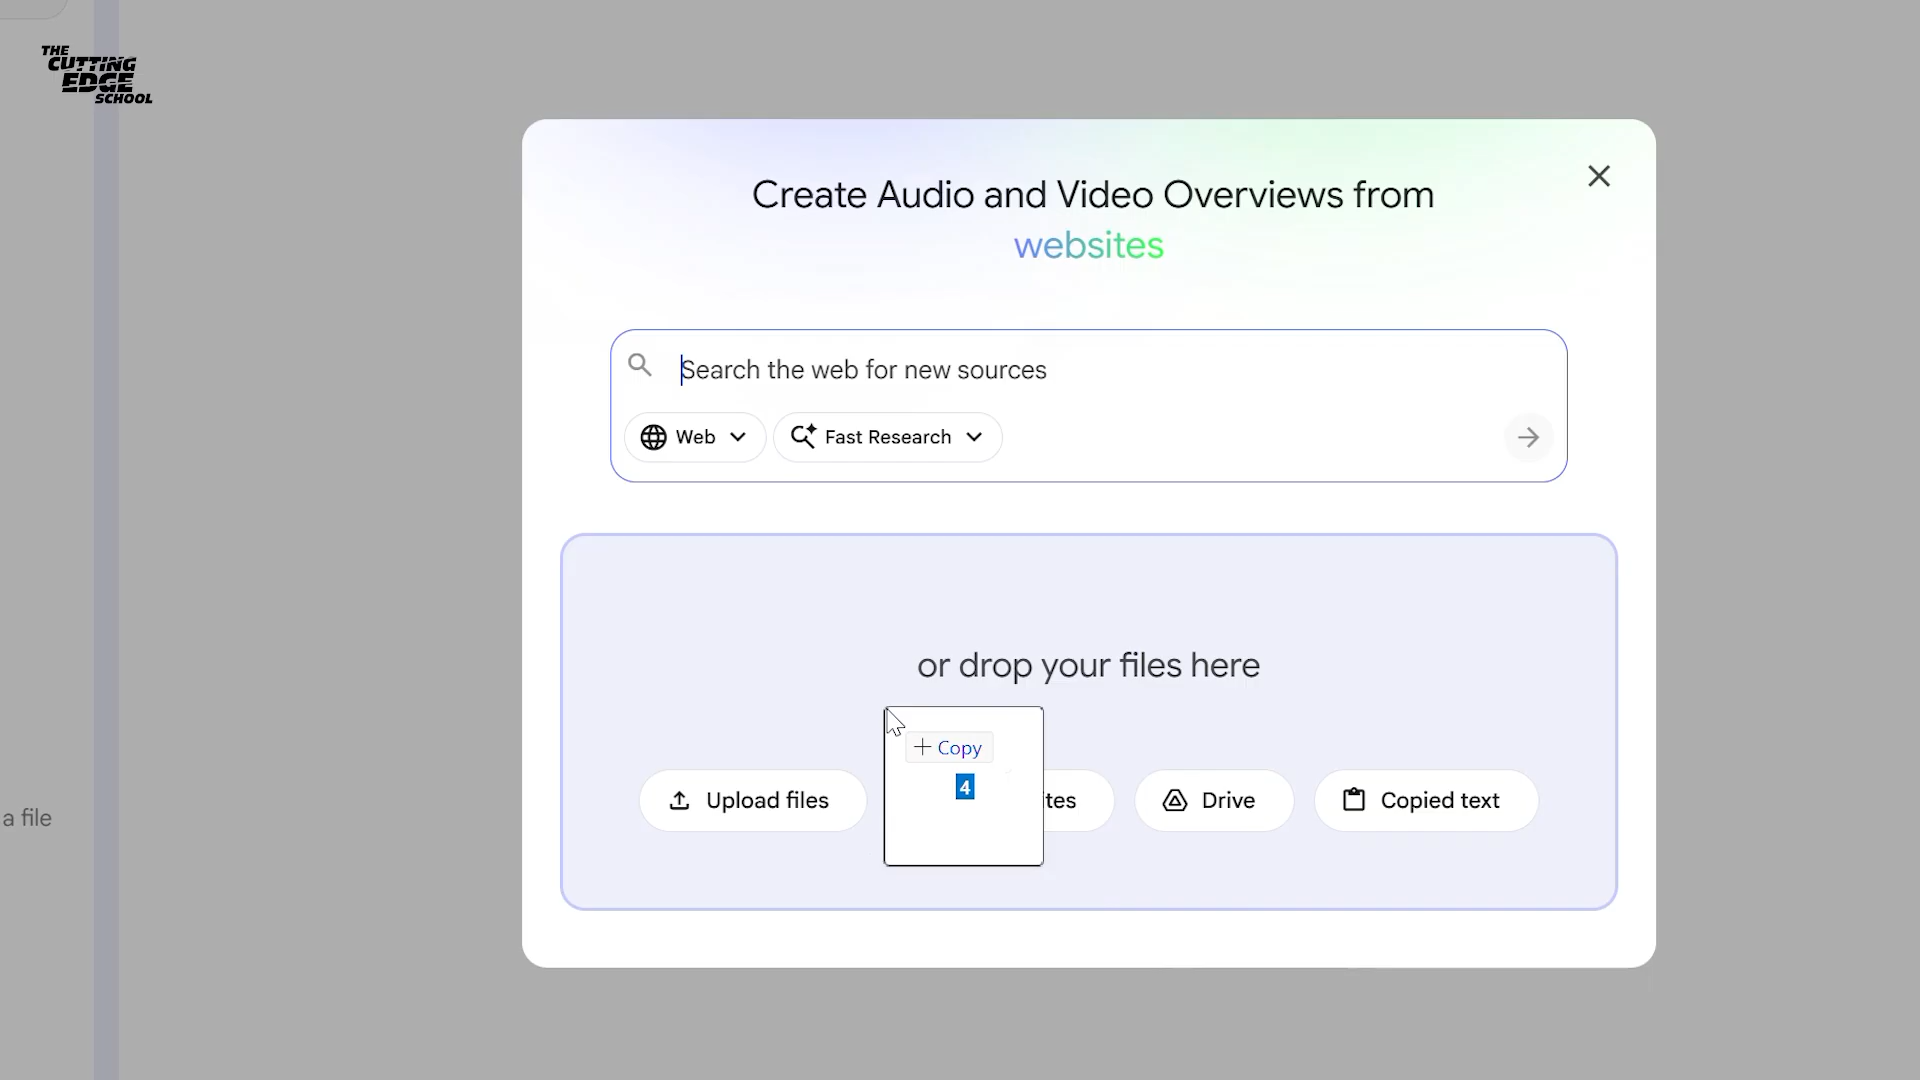 THE
CUTTING
EDGE
SCHOOL
Create Audio and Video Overviews from
websites
Search the web for new sources
Web
Fast Research
or drop your files here
+ Copy
4
Upload files
tes
Drive
Copied text
a file